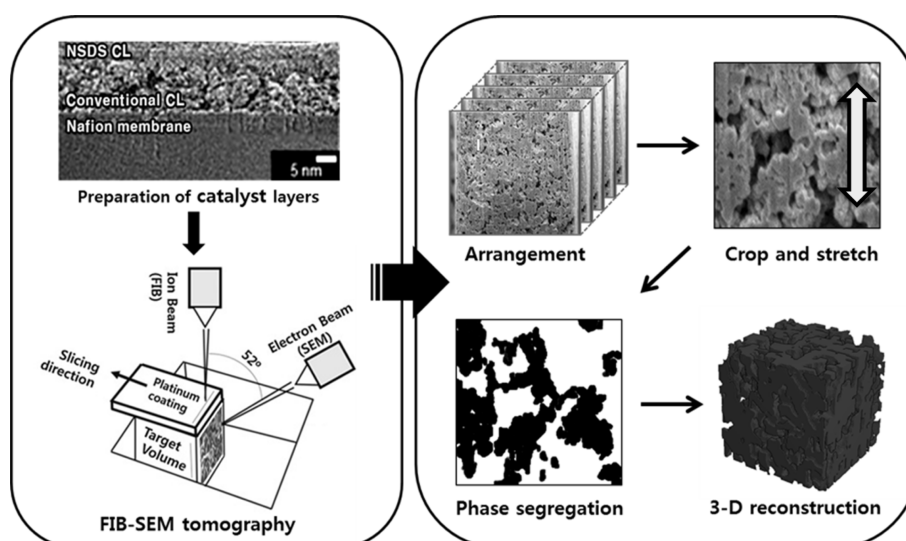 NSDS CL
Conventional CL
Nafion membrane
5 nm
Preparation of catalyst layers
Ion Beam
(FIB)
Electron Beam
(SEM)
52º
Slicing
direction
Platinum
coating
Target
Volume
FIB-SEM tomography
Arrangement
Crop and stretch
Phase segregation
3-D reconstruction